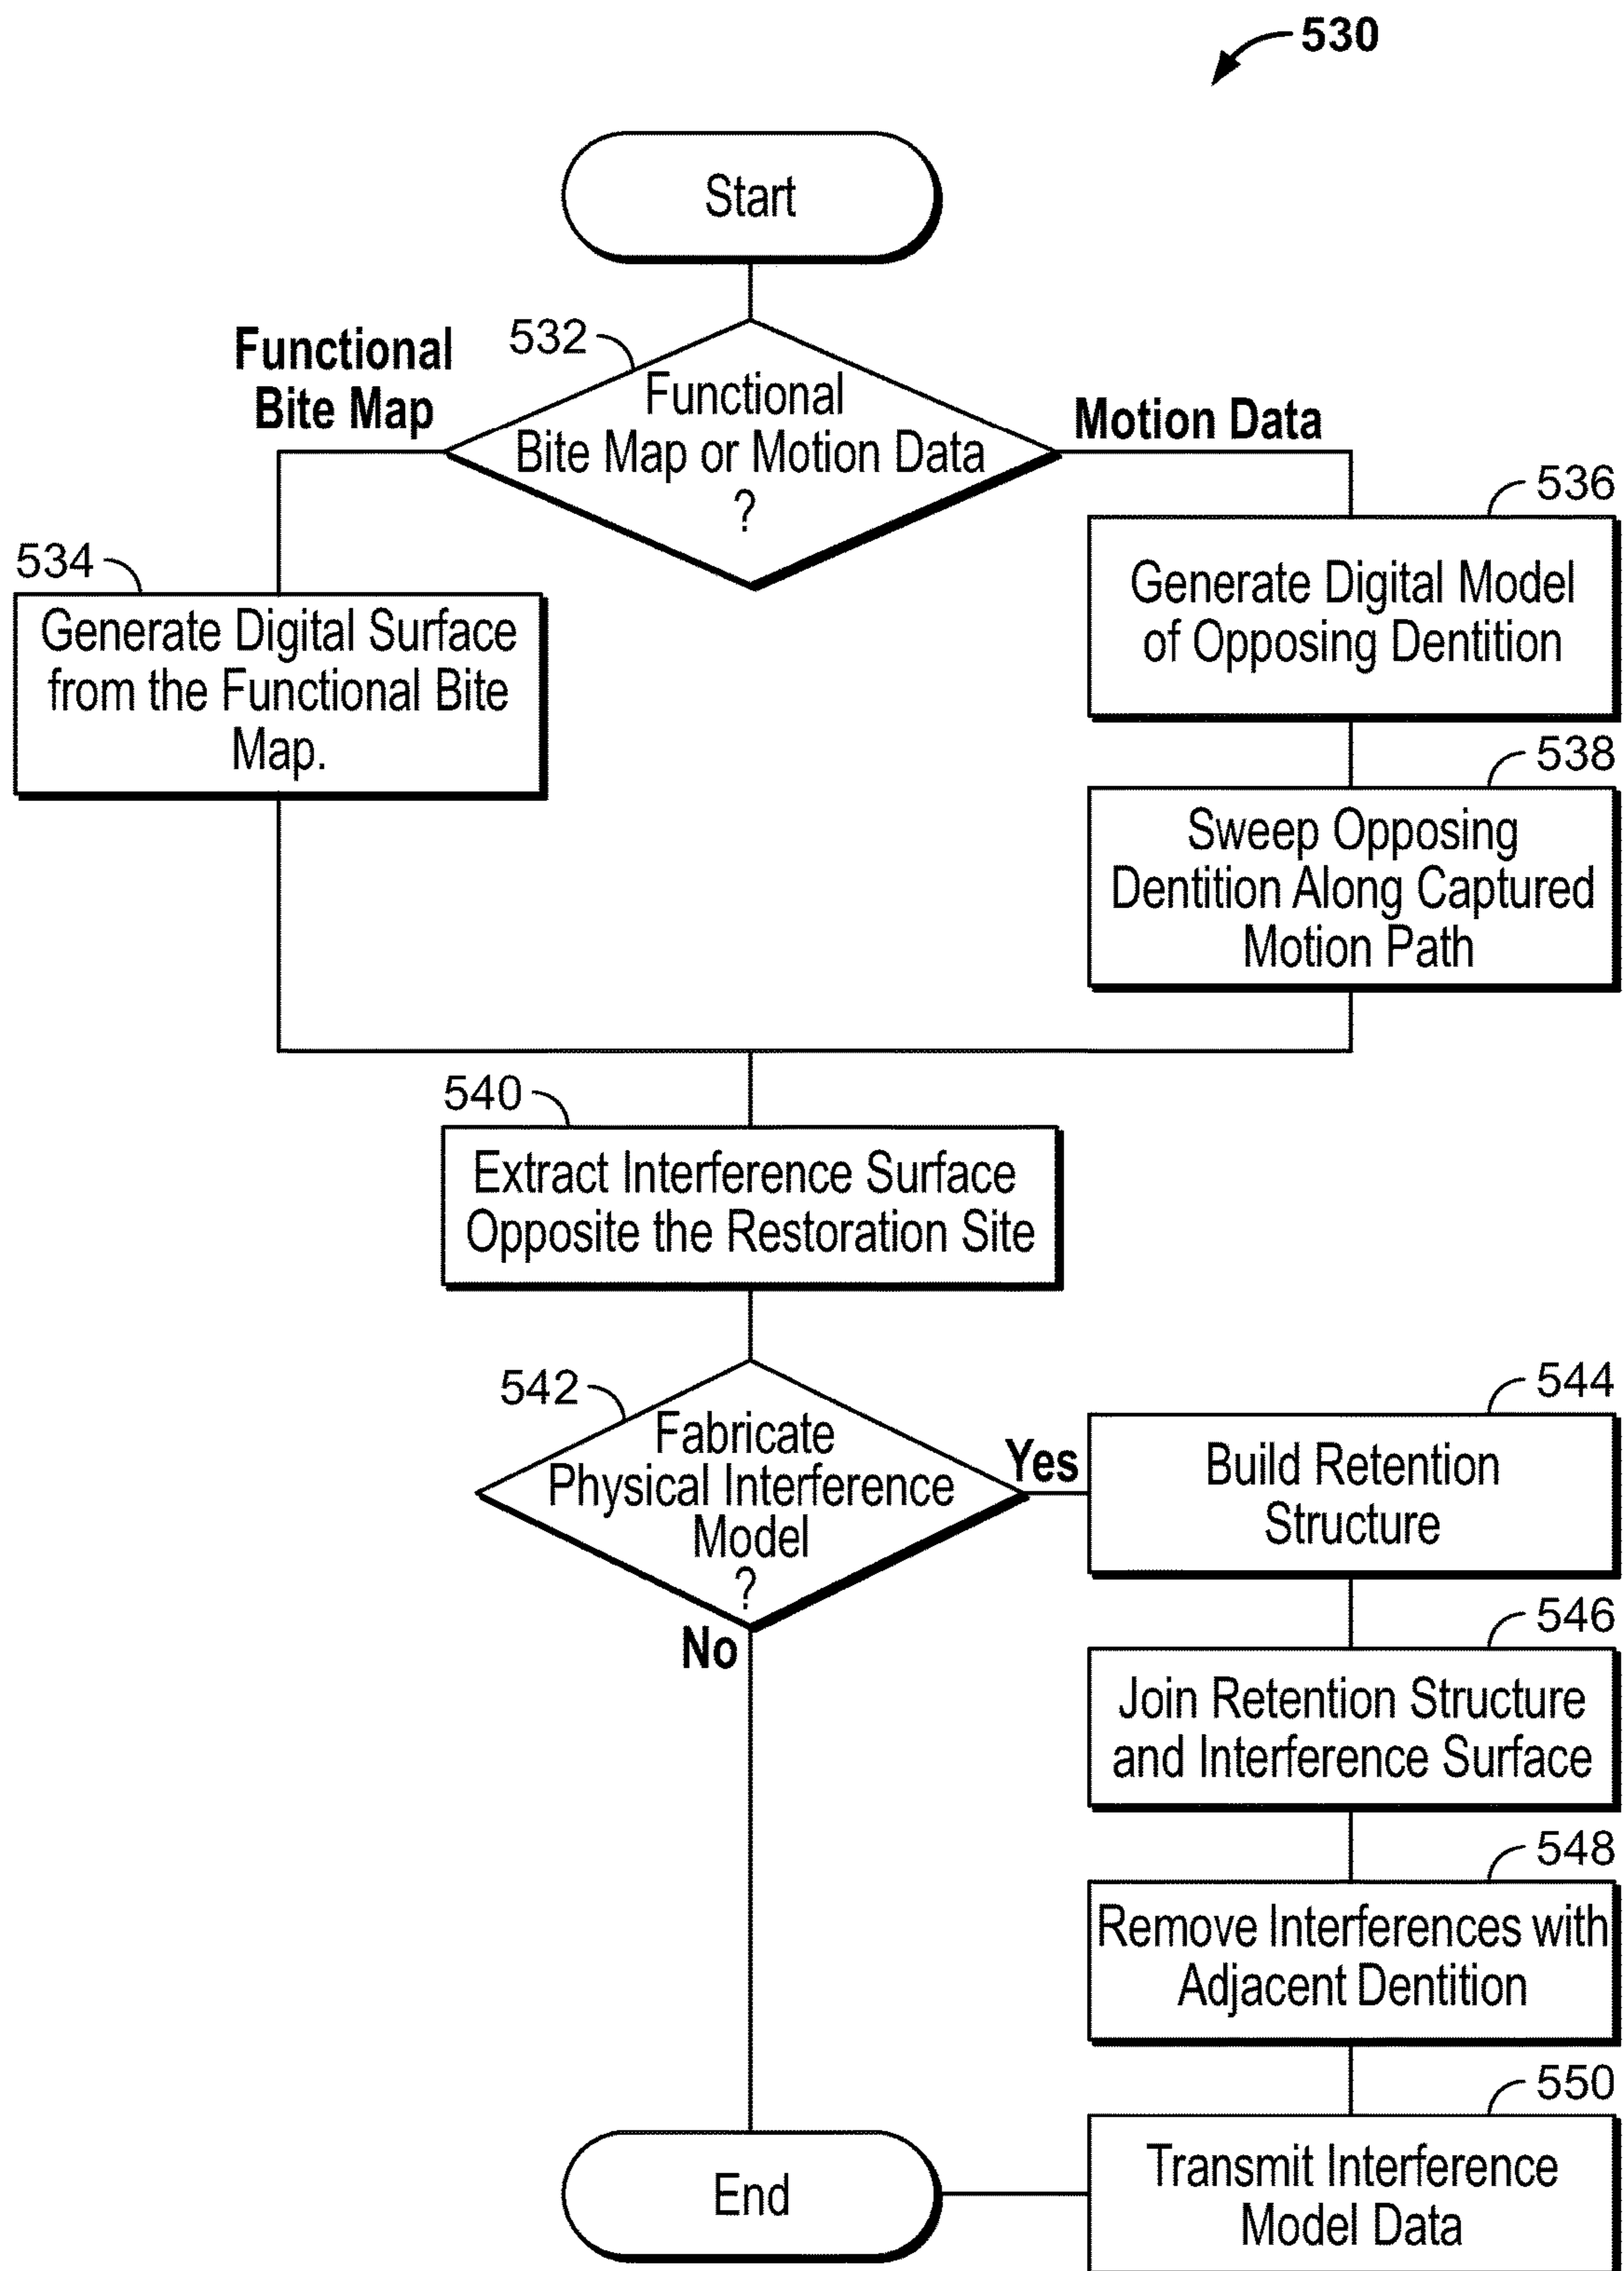 530
Start
532
Functional
Bite Map
Functional
Bite Map or Motion Data
?
Motion Data
534
Generate Digital Surface
from the Functional Bite
Map.
536
Generate Digital Model
of Opposing Dentition
538
Sweep Opposing
Dentition Along Captured
Motion Path
540
Extract Interference Surface
Opposite the Restoration Site
542
Fabricate
Physical Interference
Model
?
Yes
No
544
Build Retention
Structure
546
Join Retention Structure
and Interference Surface
548
Remove Interferences with
Adjacent Dentition
550
Transmit Interference
Model Data
End